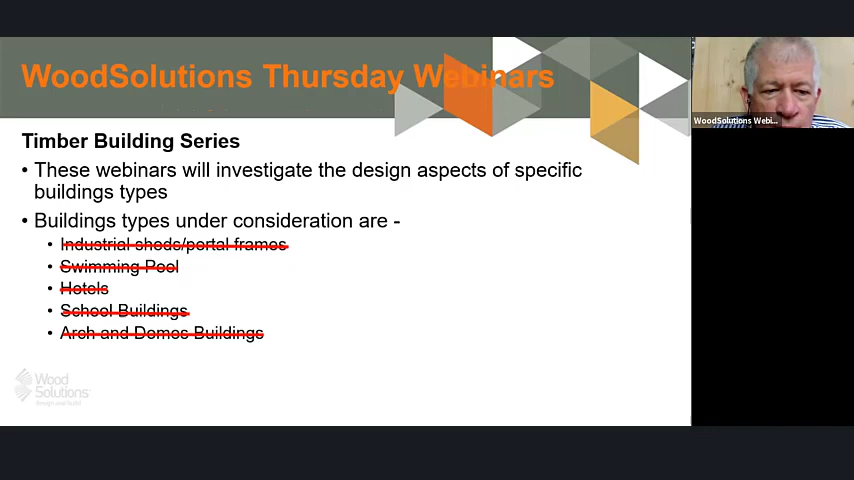 WoodSolutions Thursday Webinars
WoodSolutions Webi...
Timber Building Series
• These webinars will investigate the design aspects of specific
buildings types
• Buildings types under consideration are -
• Industrial sheds/portal frames
• Swimming Pool
• Hotels
• School Buildings
• Arch and Domes Buildings
Wood
Solutions